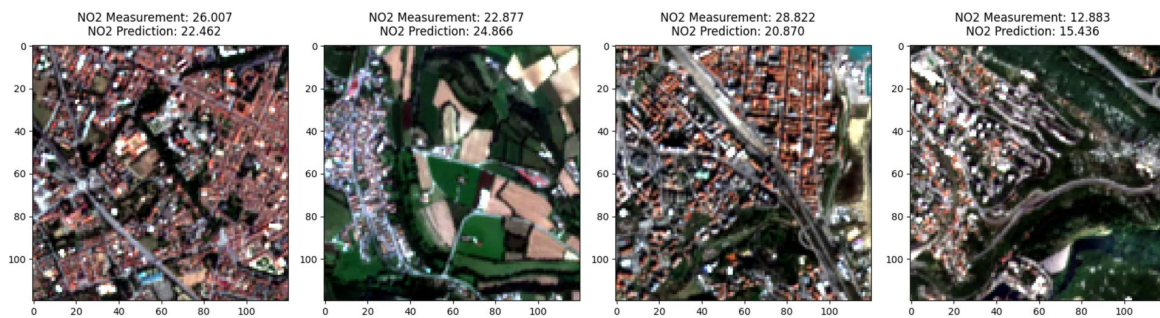 NO2 Measurement: 26.007
NO2 Prediction: 22.462
0
20
40
60
80
100
0 20 40 60 80 100
NO2 Measurement: 22.877
NO2 Prediction: 24.866
0
20
40
60
80
100
0 20 40 60 80 100
NO2 Measurement: 28.822
NO2 Prediction: 20.870
0
20
40
60
80
100
0 20 40 60 80 100
NO2 Measurement: 12.883
NO2 Prediction: 15.436
0
20
40
60
80
100
0 20 40 60 80 100